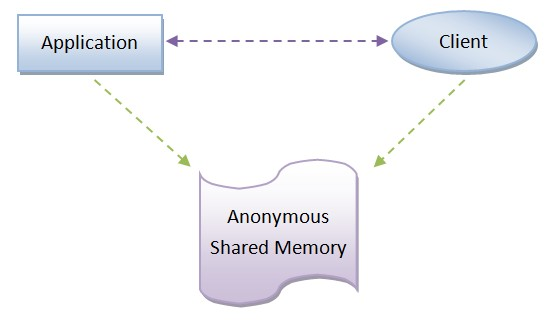 Application
Client
Anonymous
Shared Memory